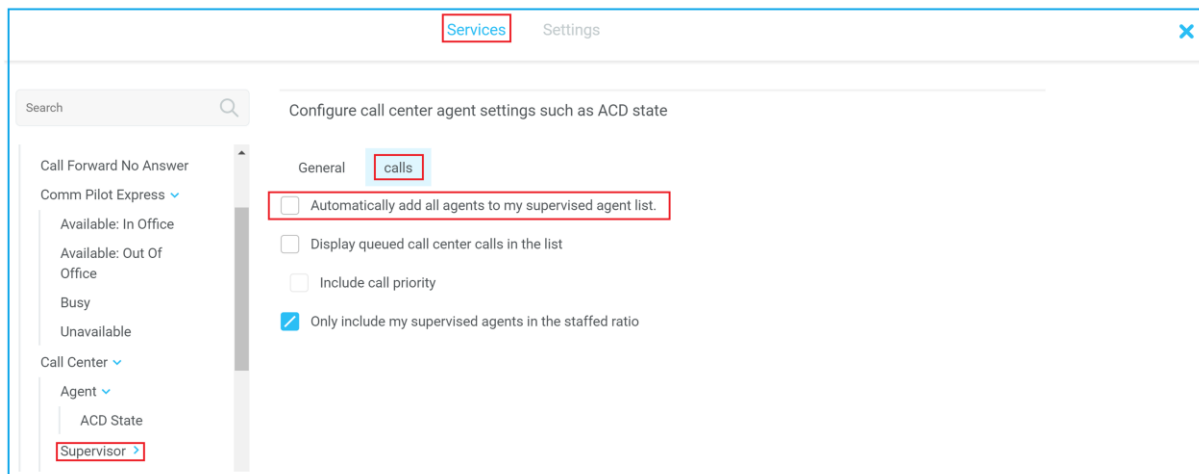 Services Settings
Search
Configure call center agent settings such as ACD state
Call Forward No Answer
Comm Pilot Express
Available: In Office
Available: Out Of
Office
Busy
Unavailable
Call Center
Agent
ACD State
Supervisor
General calls
Automatically add all agents to my supervised agent list.
Display queued call center calls in the list
Include call priority
Only include my supervised agents in the staffed ratio